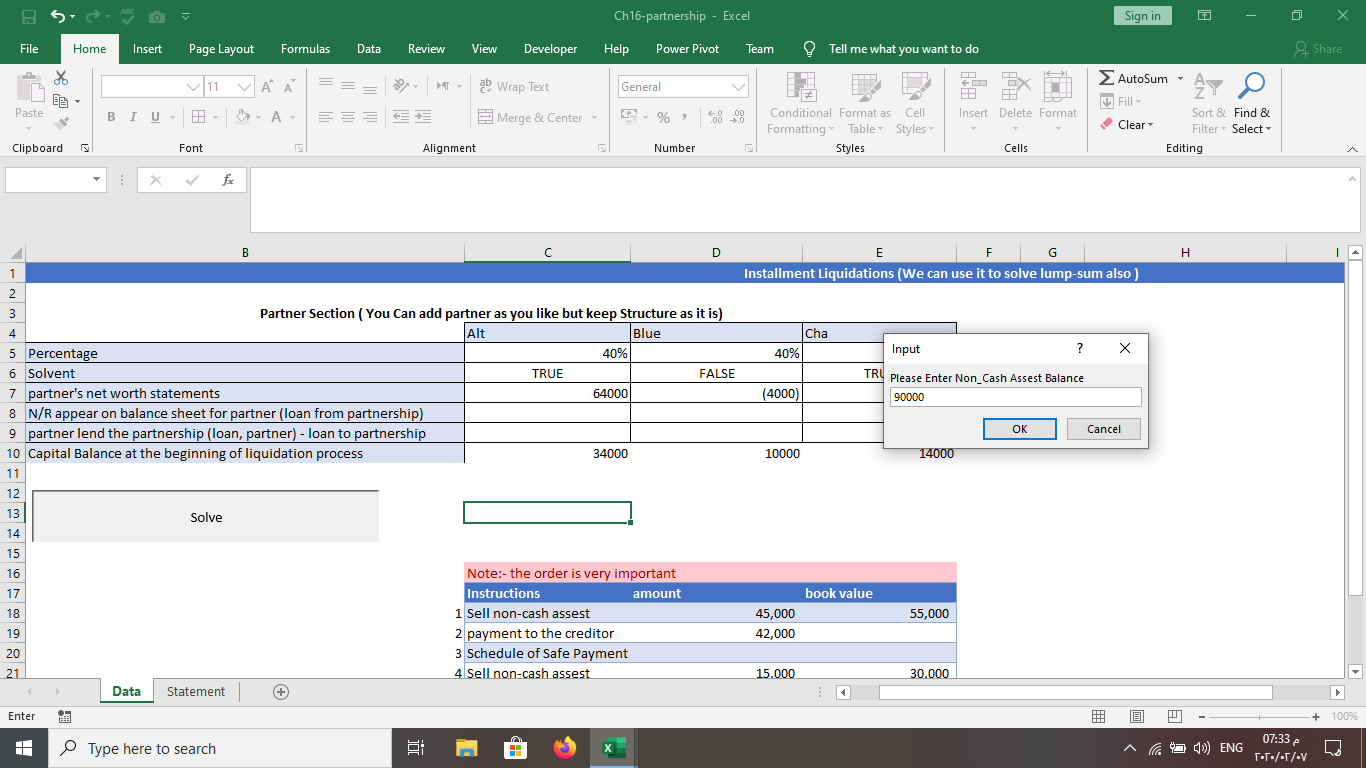 Ch16-partnership - Excel
Sign in
File Home Insert Page Layout Formulas Data Review View Developer Help Power Pivot Team Tell me what you want to do Share
Paste
Clipboard
11
B I U A
Font
Wrap Text
Merge & Center
Alignment
General
% ,
Number
Conditional Formatting
Format as Table
Cell Styles
Styles
Insert Delete Format
Cells
AutoSum
Fill
Clear
Sort & Filter
Find & Select
Editing
fx
B C D E F G H I
1 Installment Liquidations (We can use it to solve lump-sum also )
2
3 Partner Section ( You Can add partner as you like but keep Structure as it is)
4 Alt Blue Cha
5 Percentage 40% 40%
6 Solvent TRUE FALSE TRU
7 partner's net worth statements 64000 (4000)
8 N/R appear on balance sheet for partner (loan from partnership)
9 partner lend the partnership (loan, partner) - loan to partnership
10 Capital Balance at the beginning of liquidation process 34000 10000 14000
11
12
13 Solve
14
15
16 Note:- the order is very important
17 Instructions amount book value
18 1 Sell non-cash assest 45,000 55,000
19 2 payment to the creditor 42,000
20 3 Schedule of Safe Payment
21 4 Sell non-cash assest 15,000 30,000
Input ?
Please Enter Non_Cash Assest Balance
90000
OK Cancel
Data Statement
Enter 100%
Type here to search
ENG
07:33 م
٢٠٢٠/٠٣/٠٧